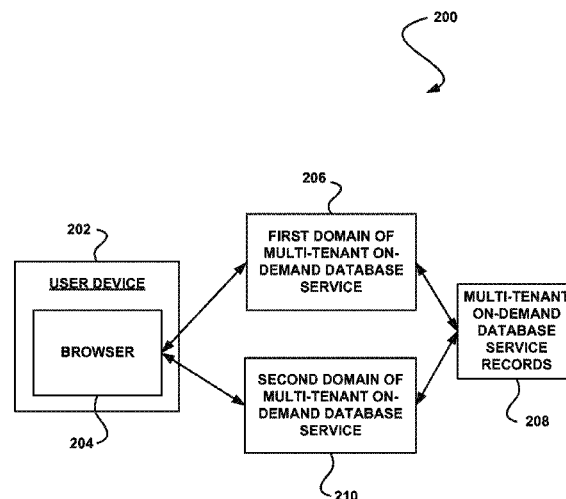 200
206
FIRST DOMAIN OF
MULTI-TENANT ON-
DEMAND DATABASE
SERVICE
202
USER DEVICE
BROWSER
204
MULTI-TENANT
ON-DEMAND
DATABASE
SERVICE
RECORDS
208
SECOND DOMAIN OF
MULTI-TENANT ON-
DEMAND DATABASE
SERVICE
210